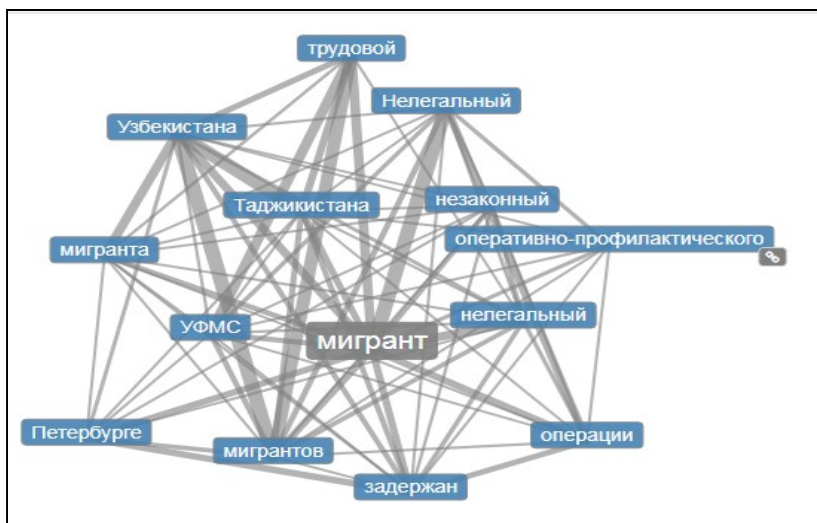 трудовой
Нелегальный
Узбекистана
Таджикистана
незаконный
оперативно-профилактического
мигранта
нелегальный
УФМС
мигрант
Петербурге
мигрантов
операции
задержан